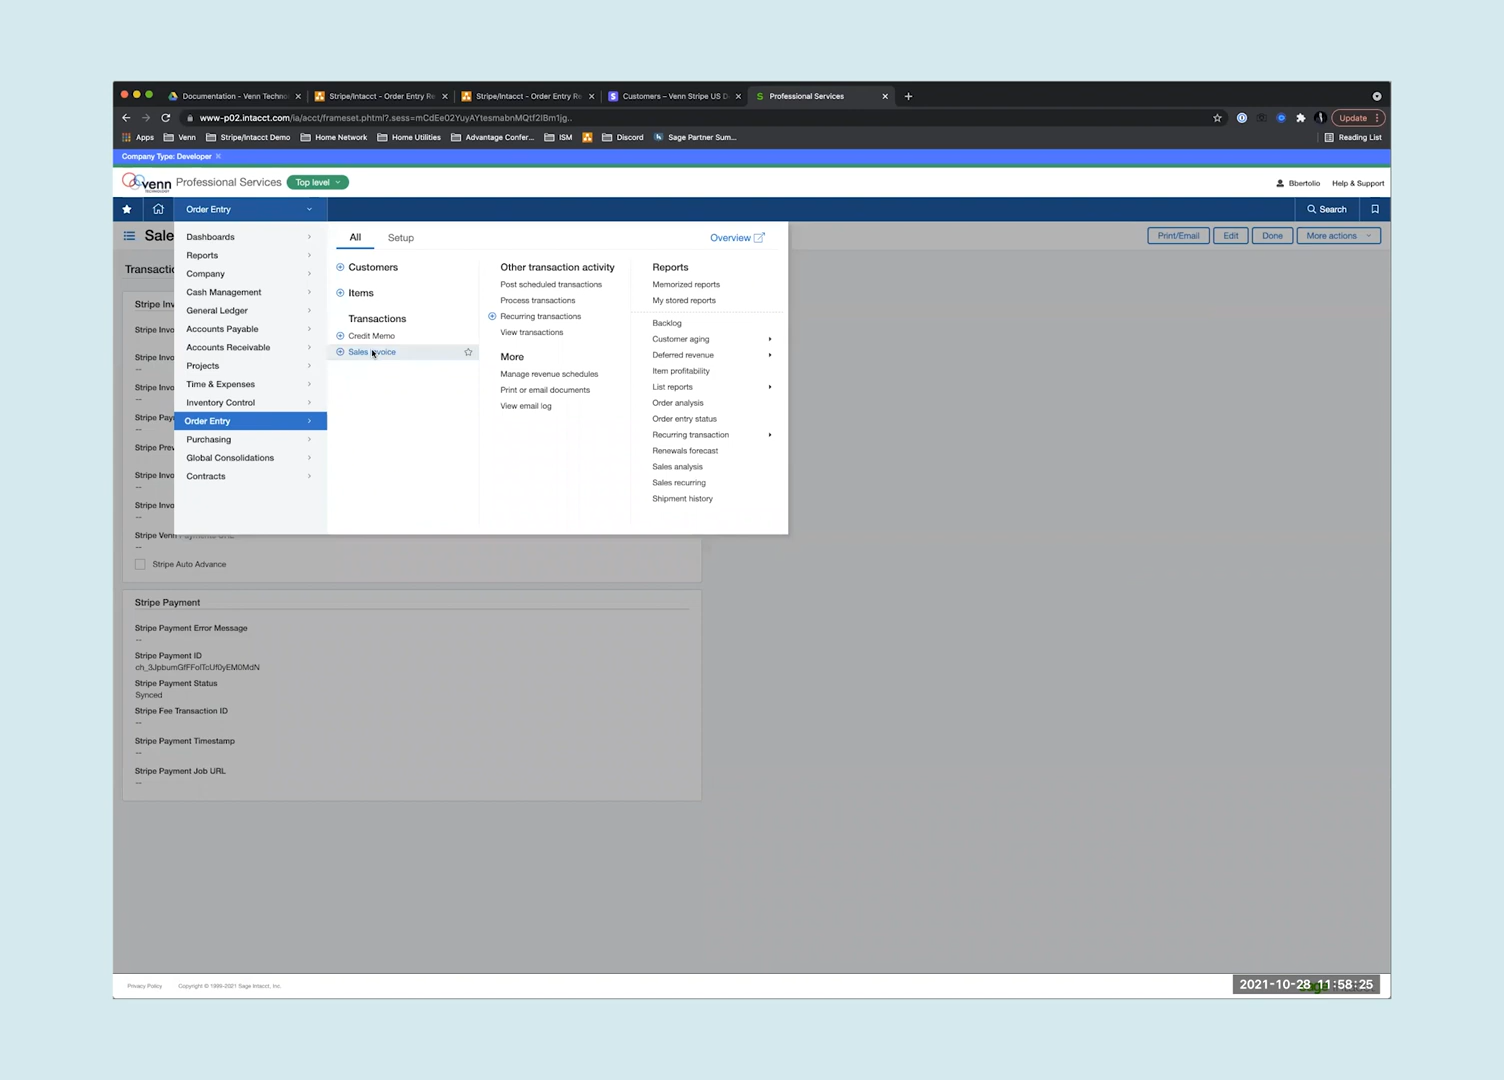 Documentation - Venn Techno
Stripe/Intacct – Order Entry Re
Stripe/Intacct – Order Entry Re
Customers – Venn Stripe US D
Professional Services
www-p02.intacct.com/ia/acct/frameset.phtml?.sess=mCdEe02YuyAYtesmabnMQtf2IBm1jg..
Update
Apps
Venn
Stripe/Intacct Demo
Home Network
Home Utilities
Advantage Confer...
ISM
Discord
Sage Partner Sum...
Reading List
Company Type: Developer
venn
TECHNOLOGY
Professional Services
Top level
Bbertolio
Help & Support
Order Entry
Search
Sale
Print/Email
Edit
Done
More actions
Transactio
Dashboards
Reports
Company
Cash Management
General Ledger
Accounts Payable
Accounts Receivable
Projects
Time & Expenses
Inventory Control
Order Entry
Purchasing
Global Consolidations
Contracts
All
Setup
Overview
Customers
Items
Transactions
Credit Memo
Sales Invoice
Other transaction activity
Post scheduled transactions
Process transactions
Recurring transactions
View transactions
More
Manage revenue schedules
Print or email documents
View email log
Reports
Memorized reports
My stored reports
Backlog
Customer aging
Deferred revenue
Item profitability
List reports
Order analysis
Order entry status
Recurring transaction
Renewals forecast
Sales analysis
Sales recurring
Shipment history
Stripe Inv
Stripe Invo
Stripe Invo
--
Stripe Invo
--
Stripe Pay
--
Stripe Prev
Stripe Invo
--
Stripe Invo
--
Stripe Venn Payments URL
--
Stripe Auto Advance
Stripe Payment
Stripe Payment Error Message
--
Stripe Payment ID
ch_3JpbumGfFFolTcUf0yEM0MdN
Stripe Payment Status
Synced
Stripe Fee Transaction ID
--
Stripe Payment Timestamp
--
Stripe Payment Job URL
--
Privacy Policy
Copyright © 1999-2021 Sage Intacct, Inc.
2021-10-28 11:58:25